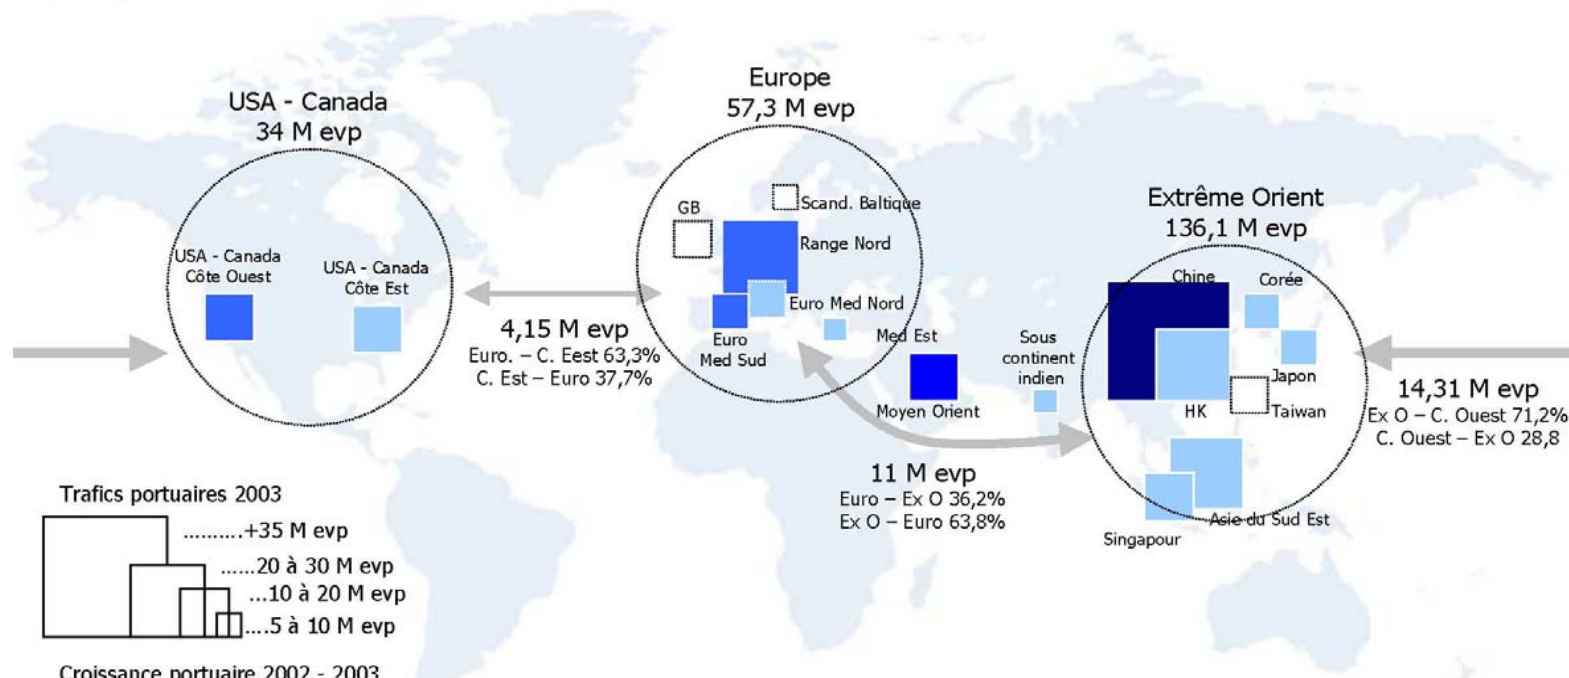 USA - Canada
34 M evp
USA - Canada
Côte Ouest
USA - Canada
Côte Est
Europe
57,3 M evp
GB
Scand. Baltique
Range Nord
Euro Med Nord
Euro
Med Sud
Med Est
Moyen Orient
Sous
continent
indien
Extrême Orient
136,1 M evp
Chine
Corée
Japon
HK
Taiwan
Asie du Sud Est
Singapour
4,15 M evp
Euro. – C. Eest 63,3%
C. Est – Euro 37,7%
11 M evp
Euro – Ex O 36,2%
Ex O – Euro 63,8%
14,31 M evp
Ex O – C. Ouest 71,2%
C. Ouest – Ex O 28,8
Trafics portuaires 2003
..........+35 M evp
......20 à 30 M evp
...10 à 20 M evp
....5 à 10 M evp
Croissance portuaire 2002 - 2003